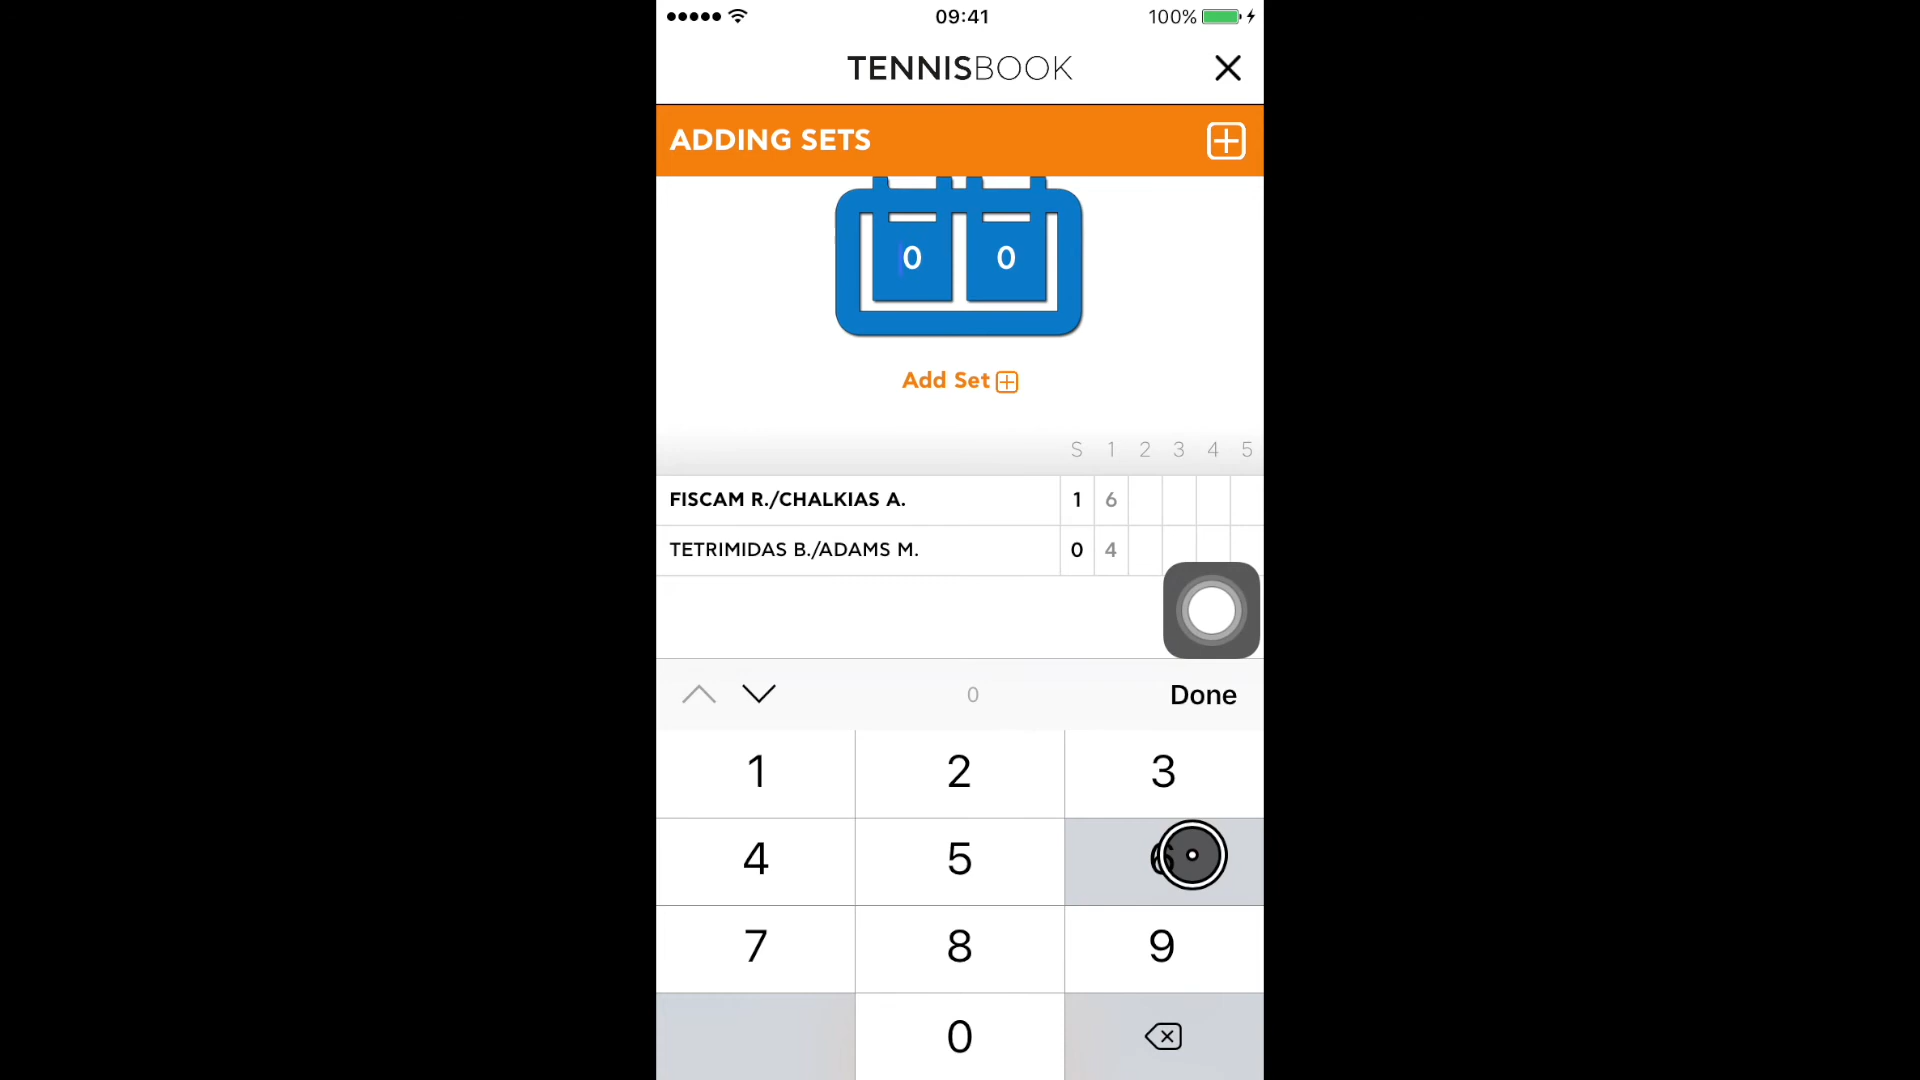 09:41
100%
TENNISBOOK
ADDING SETS
0 0
Add Set
S 1 2 3 4 5
FISCAM R./CHALKIAS A. 1 6
TETRIMIDAS B./ADAMS M. 0 4
0 Done
1 2 3
4 5 6
7 8 9
0